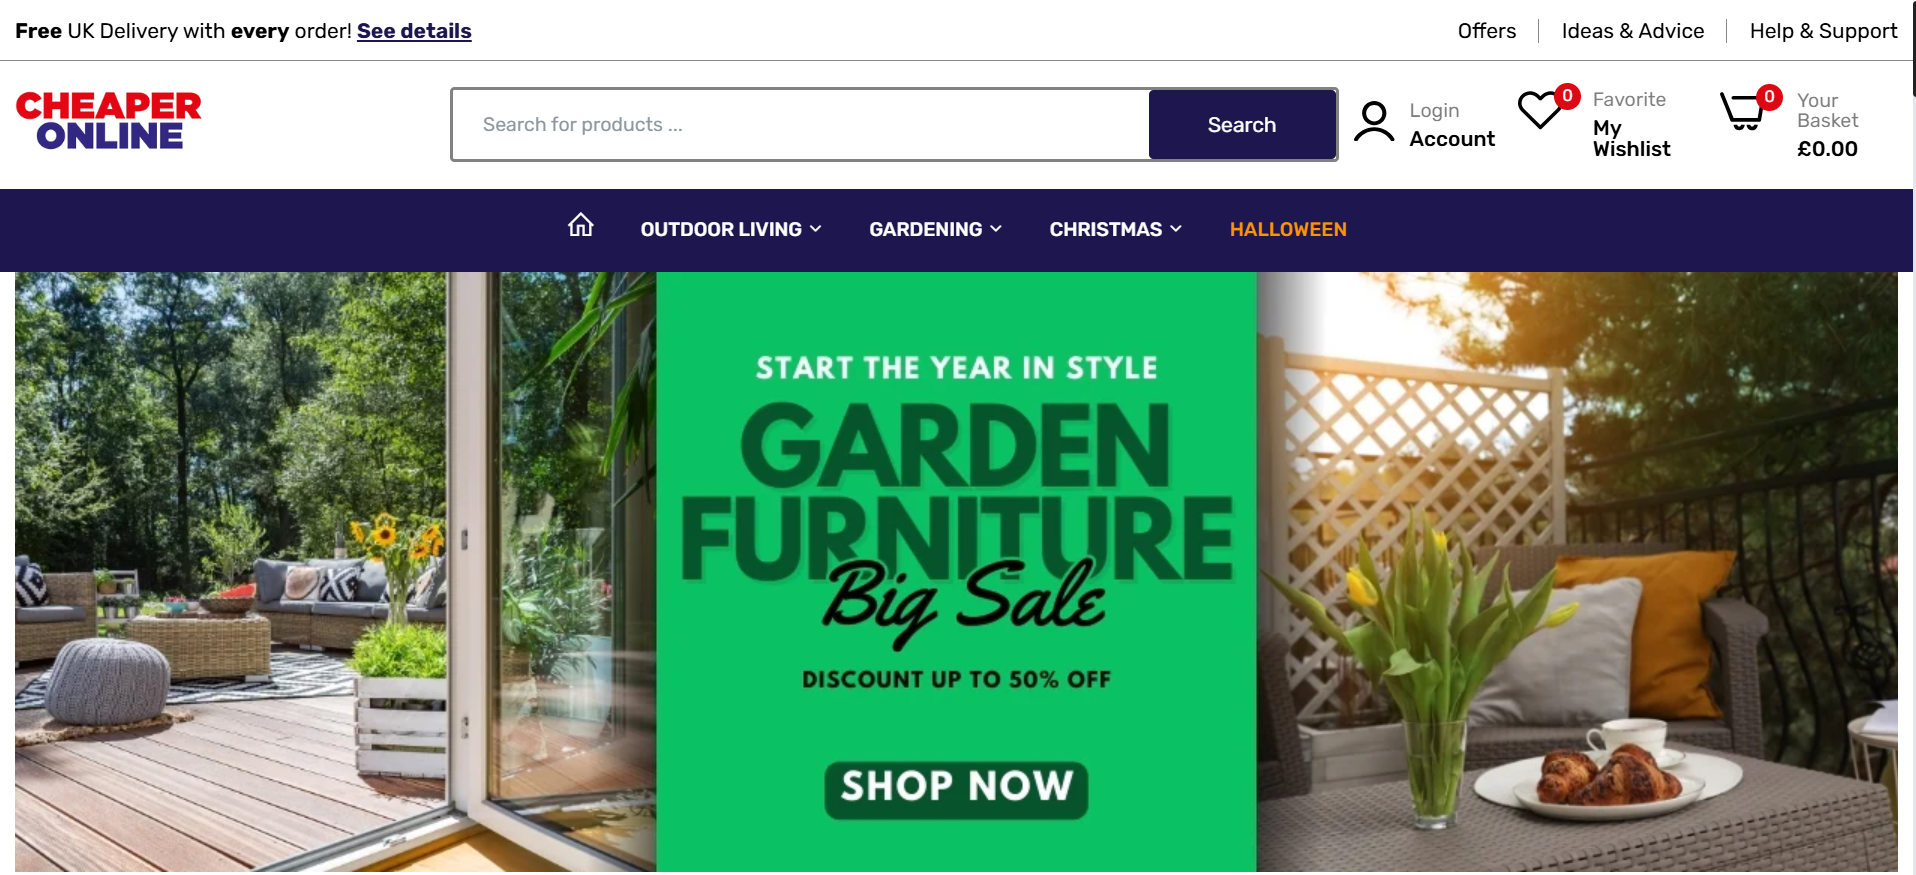 Free UK Delivery with every order! See details
Offers
Ideas & Advice
Help & Support
CHEAPER
ONLINE
Search for products ...
Search
Login
Account
0
Favorite
My
Wishlist
0
Your
Basket
£0.00
OUTDOOR LIVING
GARDENING
CHRISTMAS
HALLOWEEN
START THE YEAR IN STYLE
GARDEN
FURNITURE
Big Sale
DISCOUNT UP TO 50% OFF
SHOP NOW